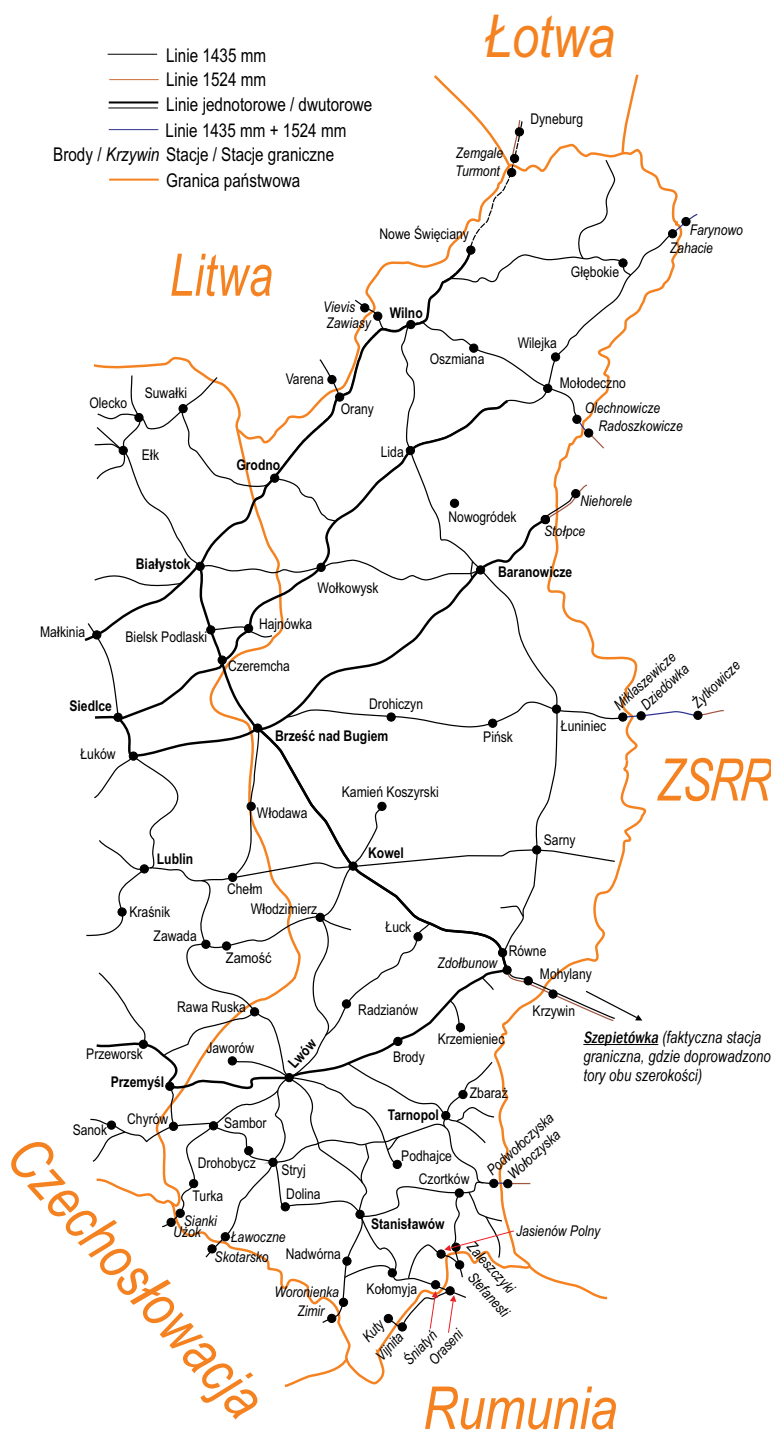 Łotwa
Linie 1435 mm
Linie 1524 mm
Linie jednotorowe / dwutorowe
Linie 1435 mm + 1524 mm
Brody / Krzywin Stacje / Stacje graniczne
Granica państwowa
Dyneburg
Zemgale
Turmont
Nowe Święciany
Farynowo
Zahacie
Głębokie
Litwa
Vievis
Zawiasy
Wilno
Oszmiana
Wilejka
Mołodeczno
Varena
Orany
Suwałki
Olecko
Ełk
Olechnowicze
Radoszkowicze
Grodno
Lida
Nowogródek
Niehorele
Stołpce
Białystok
Wołkowysk
Baranowicze
Małkinia
Bielsk Podlaski
Hajnówka
Czeremcha
Siedlce
Drohiczyn
Pińsk
Łuniniec
Miklaszewicze
Dziedówka
Żytkowicze
Brześć nad Bugiem
Łuków
ZSRR
Włodawa
Kamień Koszyrski
Sarny
Lublin
Kowel
Chełm
Kraśnik
Włodzimierz
Łuck
Zawada
Zamość
Równe
Zdołbunow
Mohylany
Krzywin
Rawa Ruska
Radzianów
Krzemieniec
Brody
Szepietówka (faktyczna stacja
graniczna, gdzie doprowadzono
tory obu szerokości)
Przeworsk
Jaworów
Lwów
Przemyśl
Zbaraż
Tarnopol
Sanok
Chyrów
Sambor
Drohobycz
Stryj
Podhajce
Podwołoczyska
Wołoczyska
Czortków
Turka
Dolina
Stanisławów
Sianki
Użok
Ławoczne
Skotarsko
Jasienów Polny
Nadwórna
Zaleszczyki
Stefanesti
Kołomyja
Woronienka
Zimir
Kuty
Vijnita
Śniatyń
Oraseni
Czechosłowacja
Rumunia